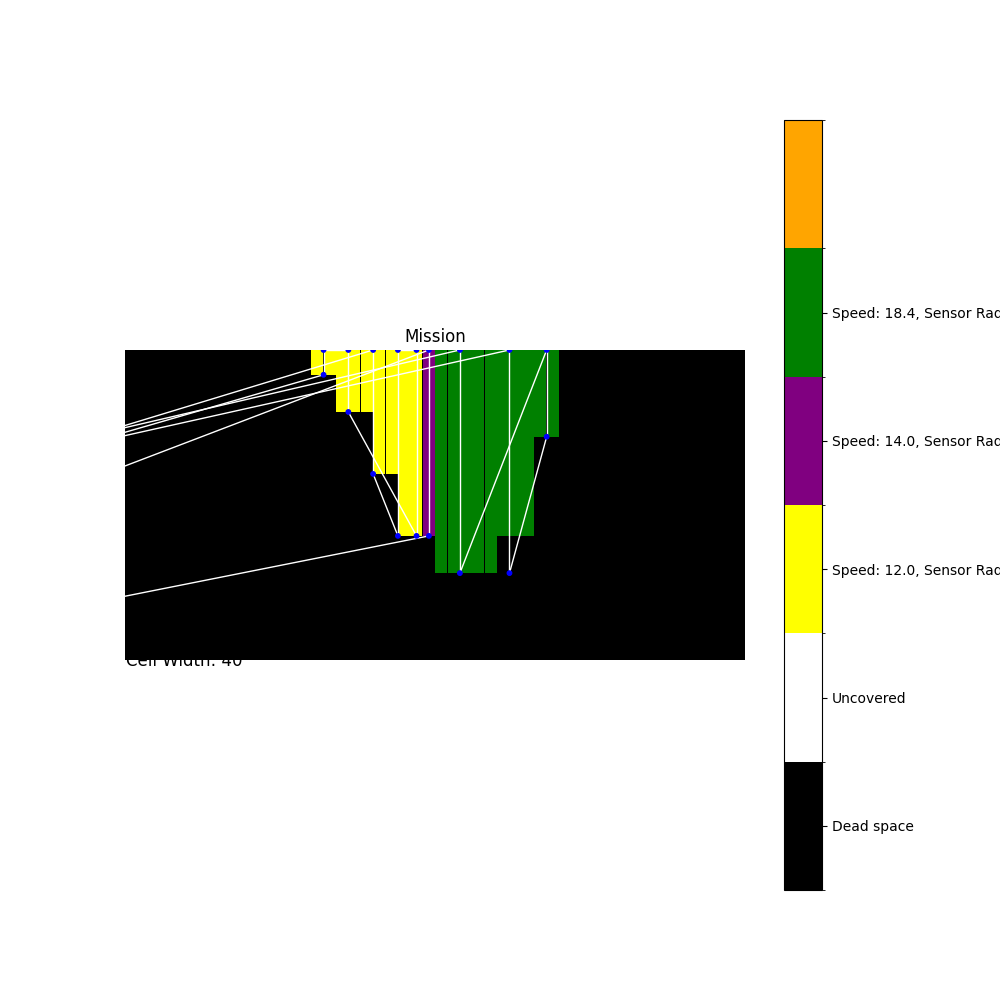 Mission
Cell Width: 40
Speed: 18.4, Sensor Rad
Speed: 14.0, Sensor Rad
Speed: 12.0, Sensor Rad
Uncovered
Dead space